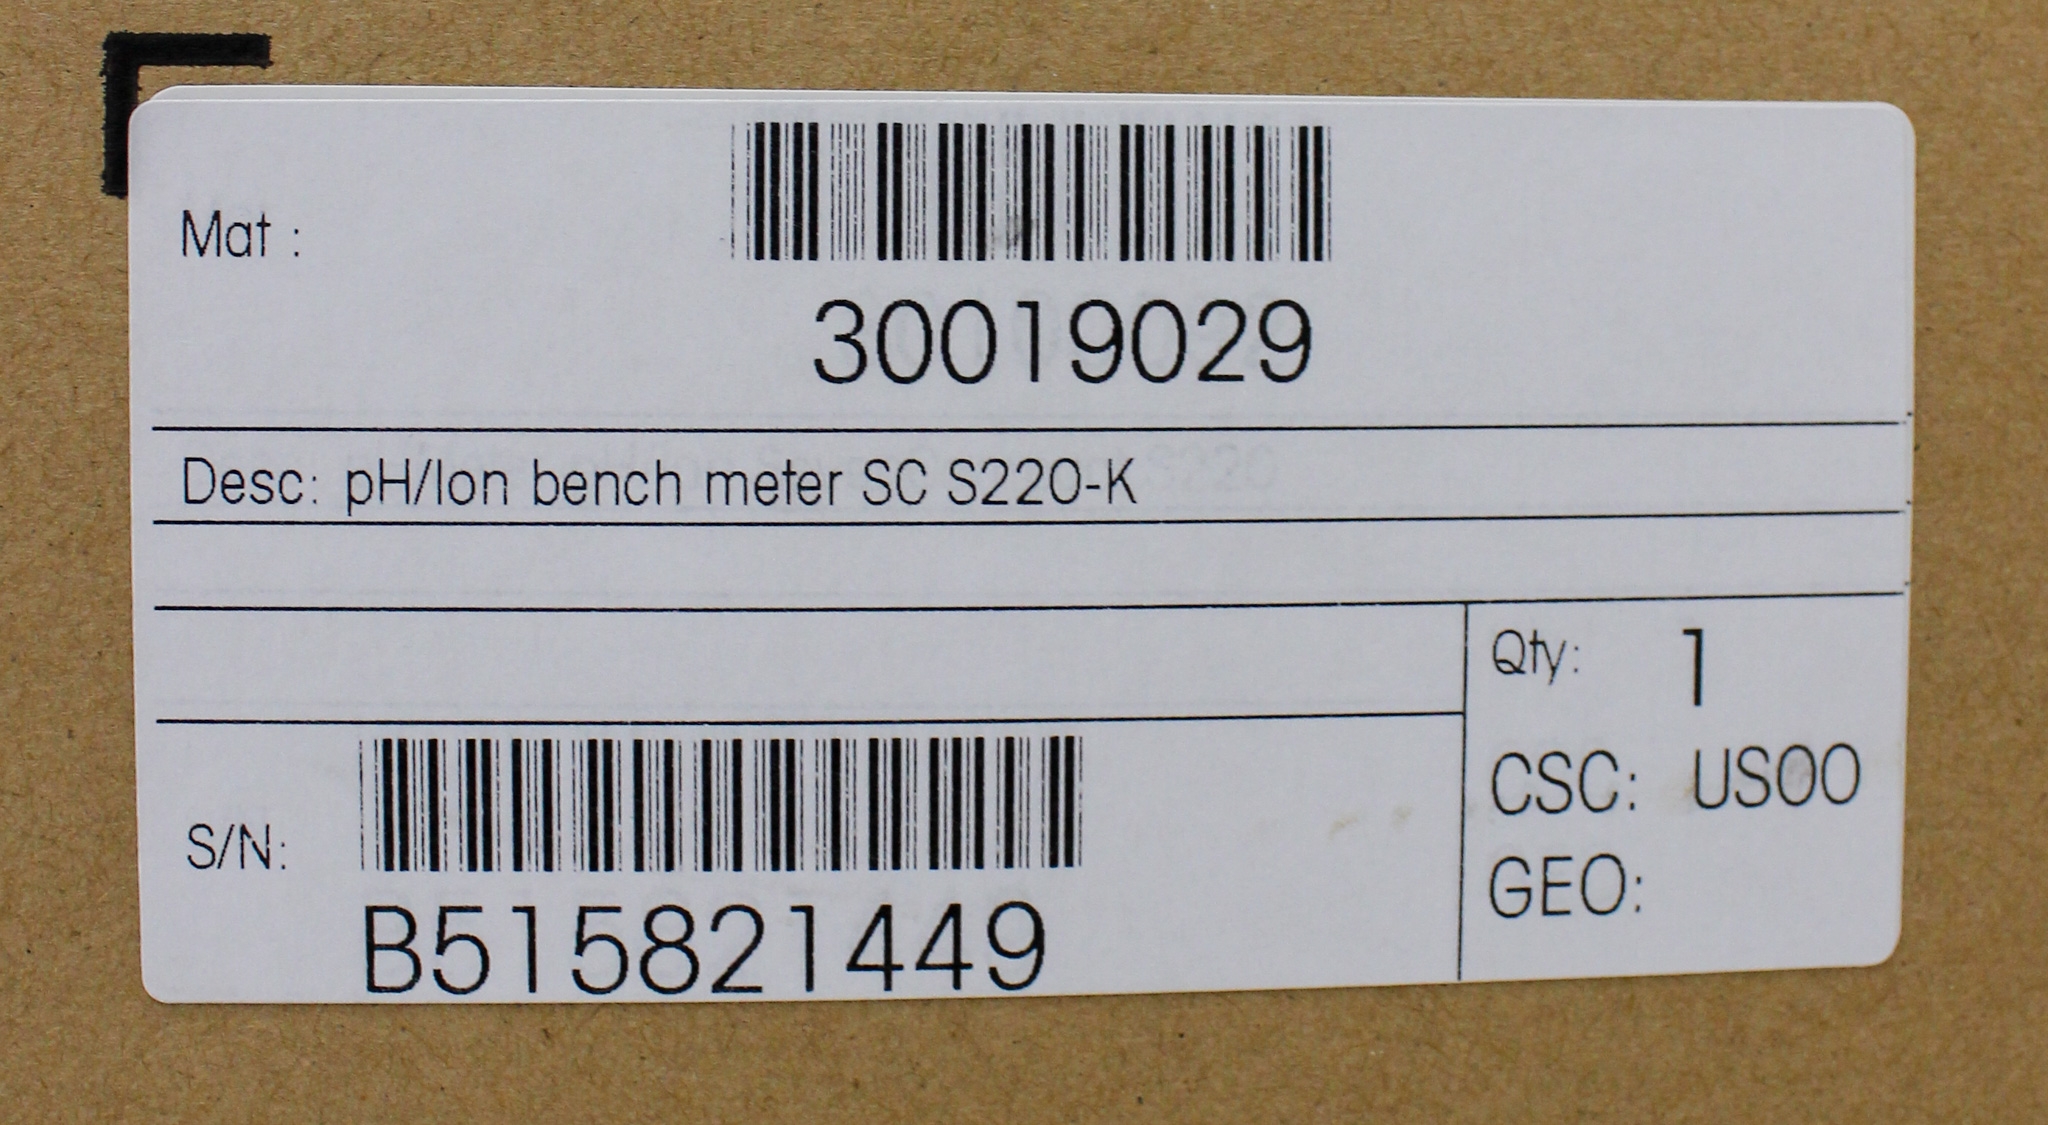 Mat :
30019029
Desc: pH/Ion bench meter SC S220-K
Qty: 1
CSC: US00
GEO:
S/N:
B515821449